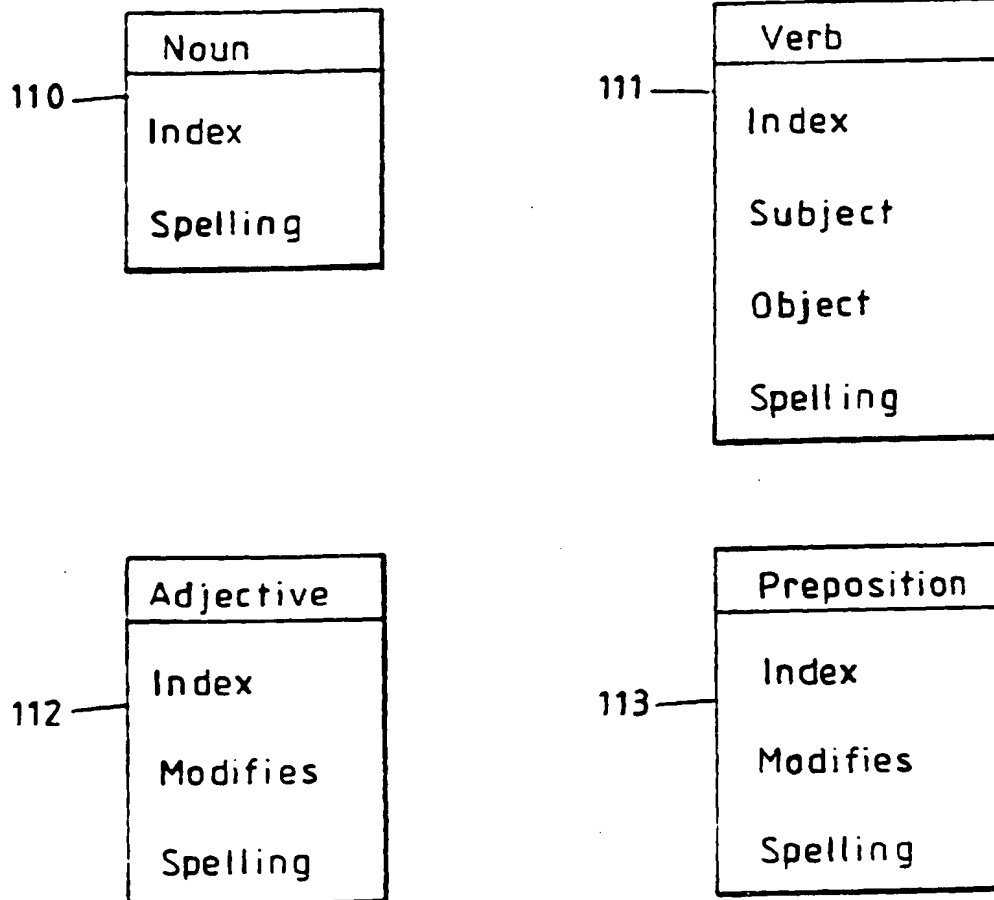 Noun
110
Index
Spelling
Verb
111
Index
Subject
Object
Spelling
Adjective
112
Index
Modifies
Spelling
Preposition
113
Index
Modifies
Spelling